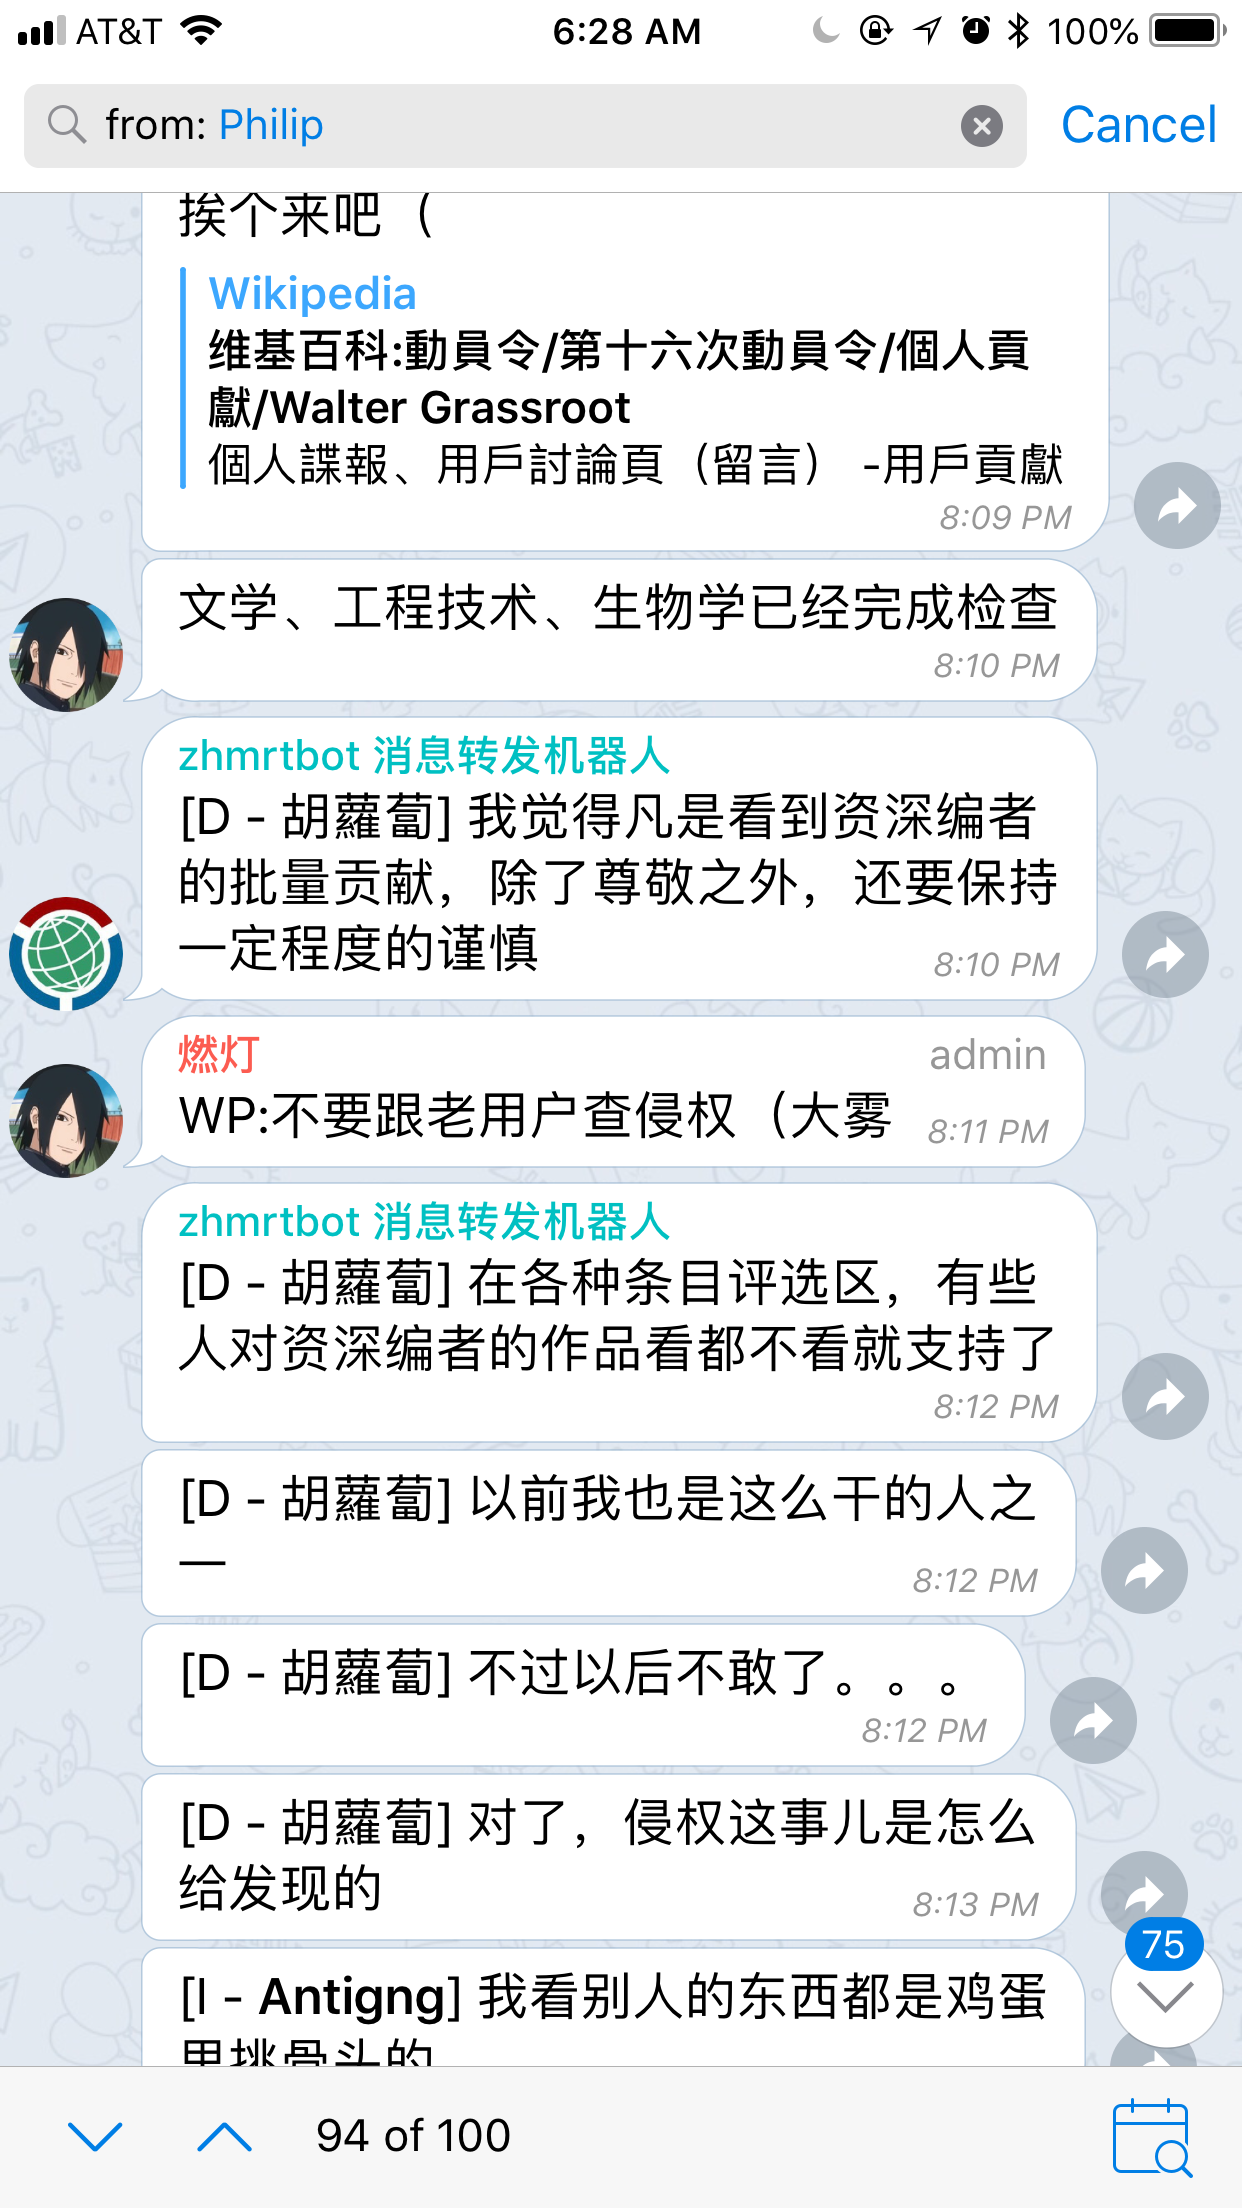 AT&T 6:28 AM 100%
from: Philip Cancel
挨个来吧（
Wikipedia
维基百科:動員令/第十六次動員令/個人貢
獻/Walter Grassroot
個人諜報、用戶討論頁（留言） -用戶貢獻
8:09 PM
文学、工程技术、生物学已经完成检查
8:10 PM
zhmrtbot 消息转发机器人
[D - 胡蘿蔔] 我觉得凡是看到资深编者
的批量贡献，除了尊敬之外，还要保持
一定程度的谨慎
8:10 PM
燃灯 admin
WP:不要跟老用户查侵权（大雾 8:11 PM
zhmrtbot 消息转发机器人
[D - 胡蘿蔔] 在各种条目评选区，有些
人对资深编者的作品看都不看就支持了
8:12 PM
[D - 胡蘿蔔] 以前我也是这么干的人之
一
8:12 PM
[D - 胡蘿蔔] 不过以后不敢了。。。
8:12 PM
[D - 胡蘿蔔] 对了，侵权这事儿是怎么
给发现的
8:13 PM
75
[I - Antigng] 我看别人的东西都是鸡蛋
里挑骨头的
94 of 100